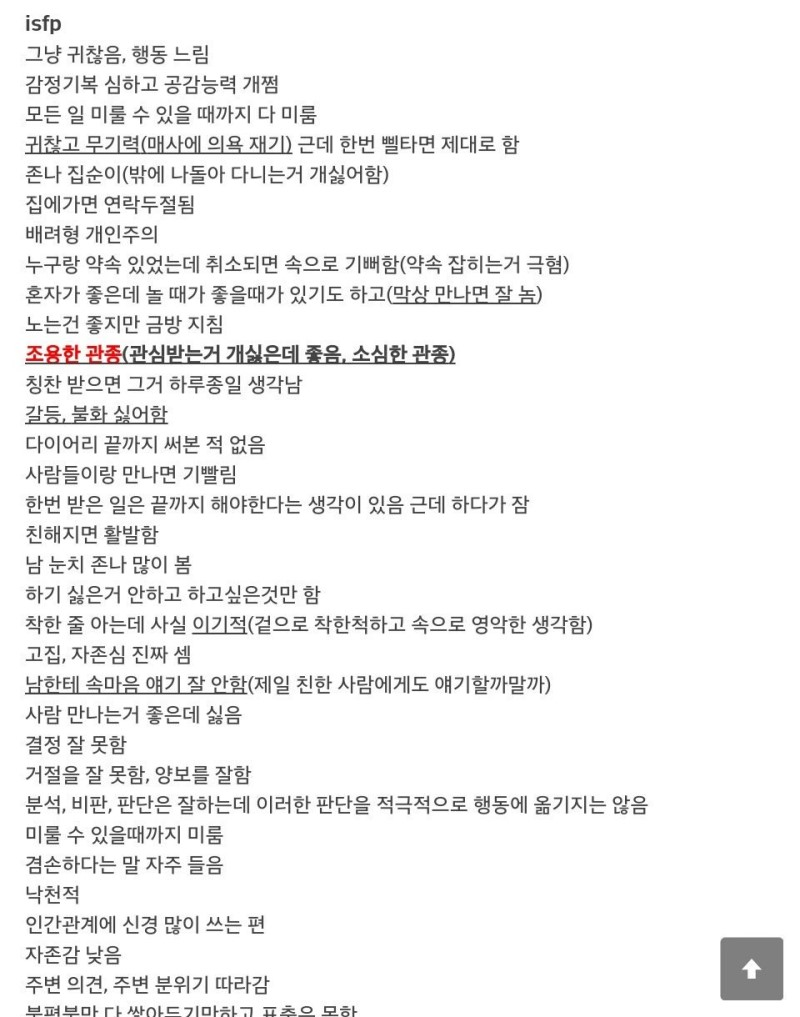 isfp
그냥 귀찮음, 행동 느림
감정기복 심하고 공감능력 개쩜
모든 일 미룰 수 있을 때까지 다 미룸
귀찮고 무기력(매사에 의욕 재기) 근데 한번 삘타면 제대로 함
존나 집순이(밖에 나돌아 다니는거 개싫어함)
집에가면 연락두절됨
배려형 개인주의
누구랑 약속 있었는데 취소되면 속으로 기뻐함(약속 잡히는거 극혐)
혼자가 좋은데 놀 때가 좋을때가 있기도 하고(막상 만나면 잘 놈)
노는건 좋지만 금방 지침
조용한 관종(관심받는거 개싫은데 좋음, 소심한 관종)
칭찬 받으면 그거 하루종일 생각남
갈등, 불화 싫어함
다이어리 끝까지 써본 적 없음
사람들이랑 만나면 기빨림
한번 받은 일은 끝까지 해야한다는 생각이 있음 근데 하다가 잠
친해지면 활발함
남 눈치 존나 많이 봄
하기 싫은거 안하고 하고싶은것만 함
착한 줄 아는데 사실 이기적(겉으로 착한척하고 속으로 영악한 생각함)
고집, 자존심 진짜 셈
남한테 속마음 얘기 잘 안함(제일 친한 사람에게도 얘기할까말까)
사람 만나는거 좋은데 싫음
결정 잘 못함
거절을 잘 못함, 양보를 잘함
분석, 비판, 판단은 잘하는데 이러한 판단을 적극적으로 행동에 옮기지는 않음
미룰 수 있을때까지 미룸
겸손하다는 말 자주 들음
낙천적
인간관계에 신경 많이 쓰는 편
자존감 낮음
주변 의견, 주변 분위기 따라감
불평불만 다 쌓아두기만하고 표출은 못함